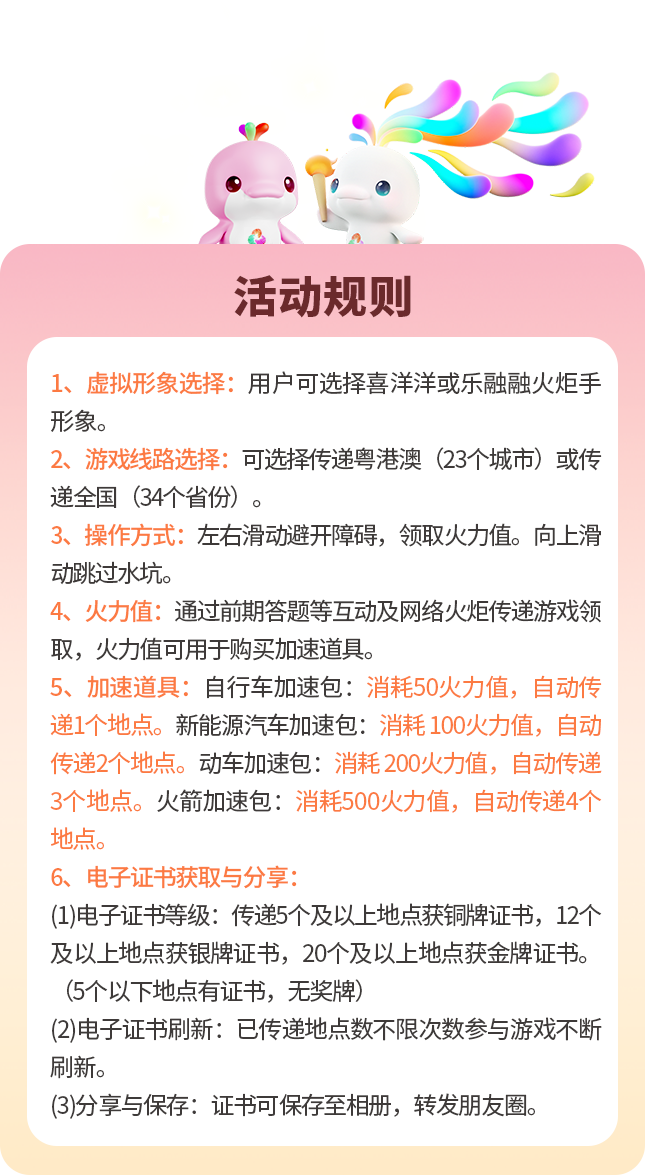 活动规则
1、虚拟形象选择：用户可选择喜洋洋或乐融融火炬手
形象。
2、游戏线路选择：可选择传递粤港澳（23个城市）或传
递全国（34个省份）。
3、操作方式：左右滑动避开障碍，领取火力值。向上滑
动跳过水坑。
4、火力值：通过前期答题等互动及网络火炬传递游戏领
取，火力值可用于购买加速道具。
5、加速道具：自行车加速包：消耗50火力值，自动传
递1个地点。新能源汽车加速包：消耗 100火力值，自动
传递2个地点。动车加速包：消耗 200火力值，自动传递
3个地点。火箭加速包：消耗500火力值，自动传递4个
地点。
6、电子证书获取与分享：
(1)电子证书等级：传递5个及以上地点获铜牌证书，12个
及以上地点获银牌证书，20个及以上地点获金牌证书。
（5个以下地点有证书，无奖牌）
(2)电子证书刷新：已传递地点数不限次数参与游戏不断
刷新。
(3)分享与保存：证书可保存至相册，转发朋友圈。